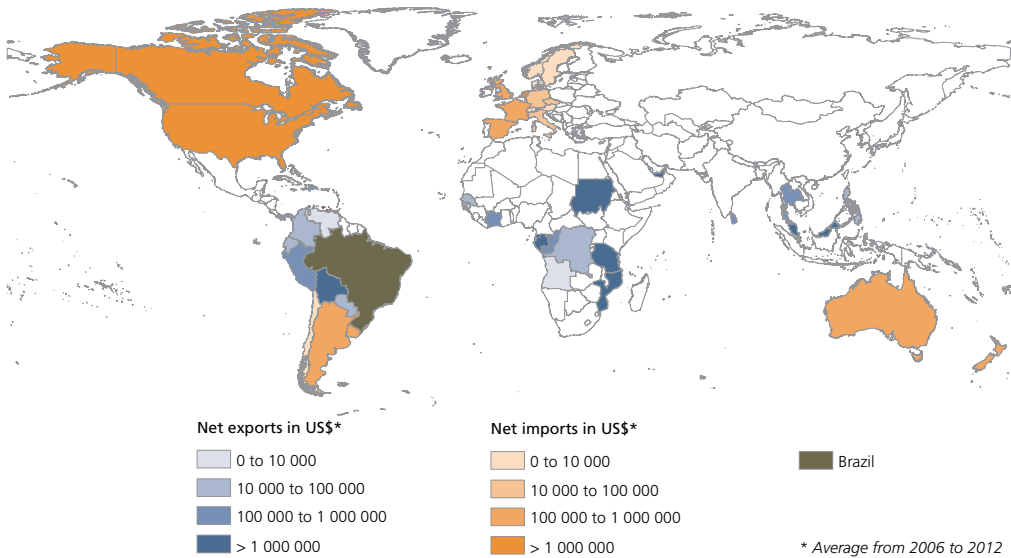 Net exports in US$*
0 to 10 000
10 000 to 100 000
100 000 to 1 000 000
> 1 000 000
Net imports in US$*
0 to 10 000
10 000 to 100 000
100 000 to 1 000 000
> 1 000 000
Brazil
* Average from 2006 to 2012